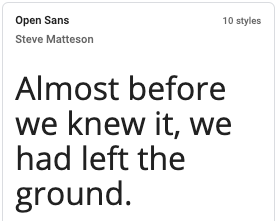 Open Sans
10 styles
Steve Matteson
Almost before
we knew it, we
had left the
ground.